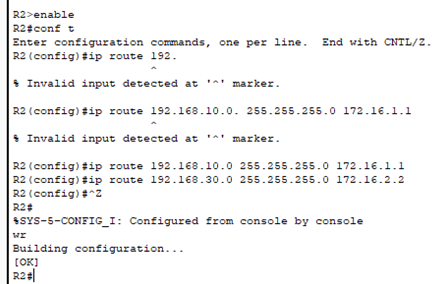 R2>enable
R2#conf t
Enter configuration commands, one per line.  End with CNTL/Z.
R2(config)#ip route 192.
^
% Invalid input detected at '^' marker.
R2(config)#ip route 192.168.10.0. 255.255.255.0 172.16.1.1
^
% Invalid input detected at '^' marker.
R2(config)#ip route 192.168.10.0 255.255.255.0 172.16.1.1
R2(config)#ip route 192.168.30.0 255.255.255.0 172.16.2.2
R2(config)#^Z
R2#
%SYS-5-CONFIG_I: Configured from console by console
wr
Building configuration...
[OK]
R2#